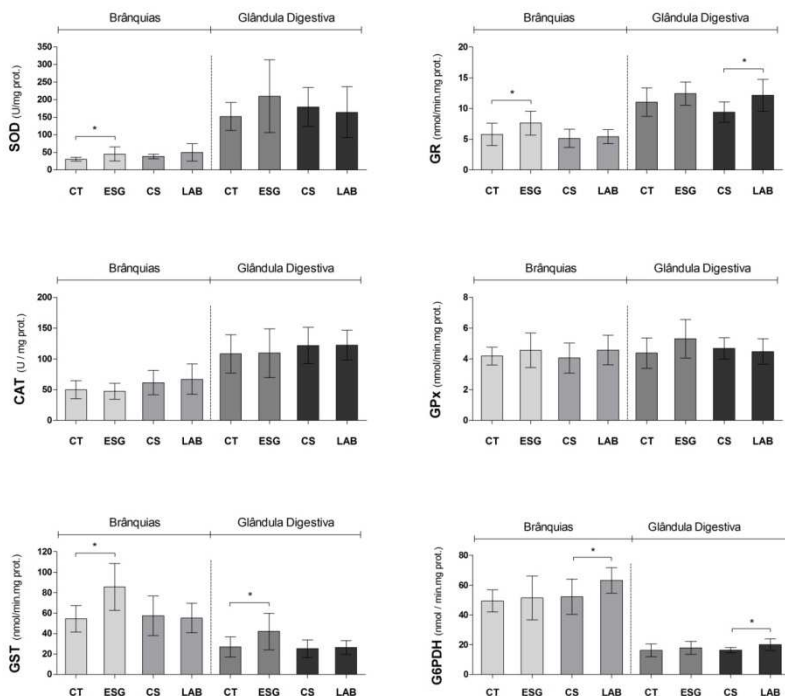 Brânquias Glândula Digestiva
SOD (U/mg prot.)
350
300
250
200
150
100
50
0
*
CT ESG CS LAB CT ESG CS LAB
Brânquias Glândula Digestiva
GR (nmol/min.mg prot.)
20
15
10
5
0
*
*
CT ESG CS LAB CT ESG CS LAB
Brânquias Glândula Digestiva
CAT (U / mg prot.)
200
150
100
50
0
CT ESG CS LAB CT ESG CS LAB
Brânquias Glândula Digestiva
GPx (nmol/min.mg prot.)
8
6
4
2
0
CT ESG CS LAB CT ESG CS LAB
Brânquias Glândula Digestiva
GST (nmol/min.mg prot.)
120
100
80
60
40
20
0
*
*
CT ESG CS LAB CT ESG CS LAB
Brânquias Glândula Digestiva
G6PDH (nmol / min.mg prot.)
80
60
40
20
0
*
*
CT ESG CS LAB CT ESG CS LAB